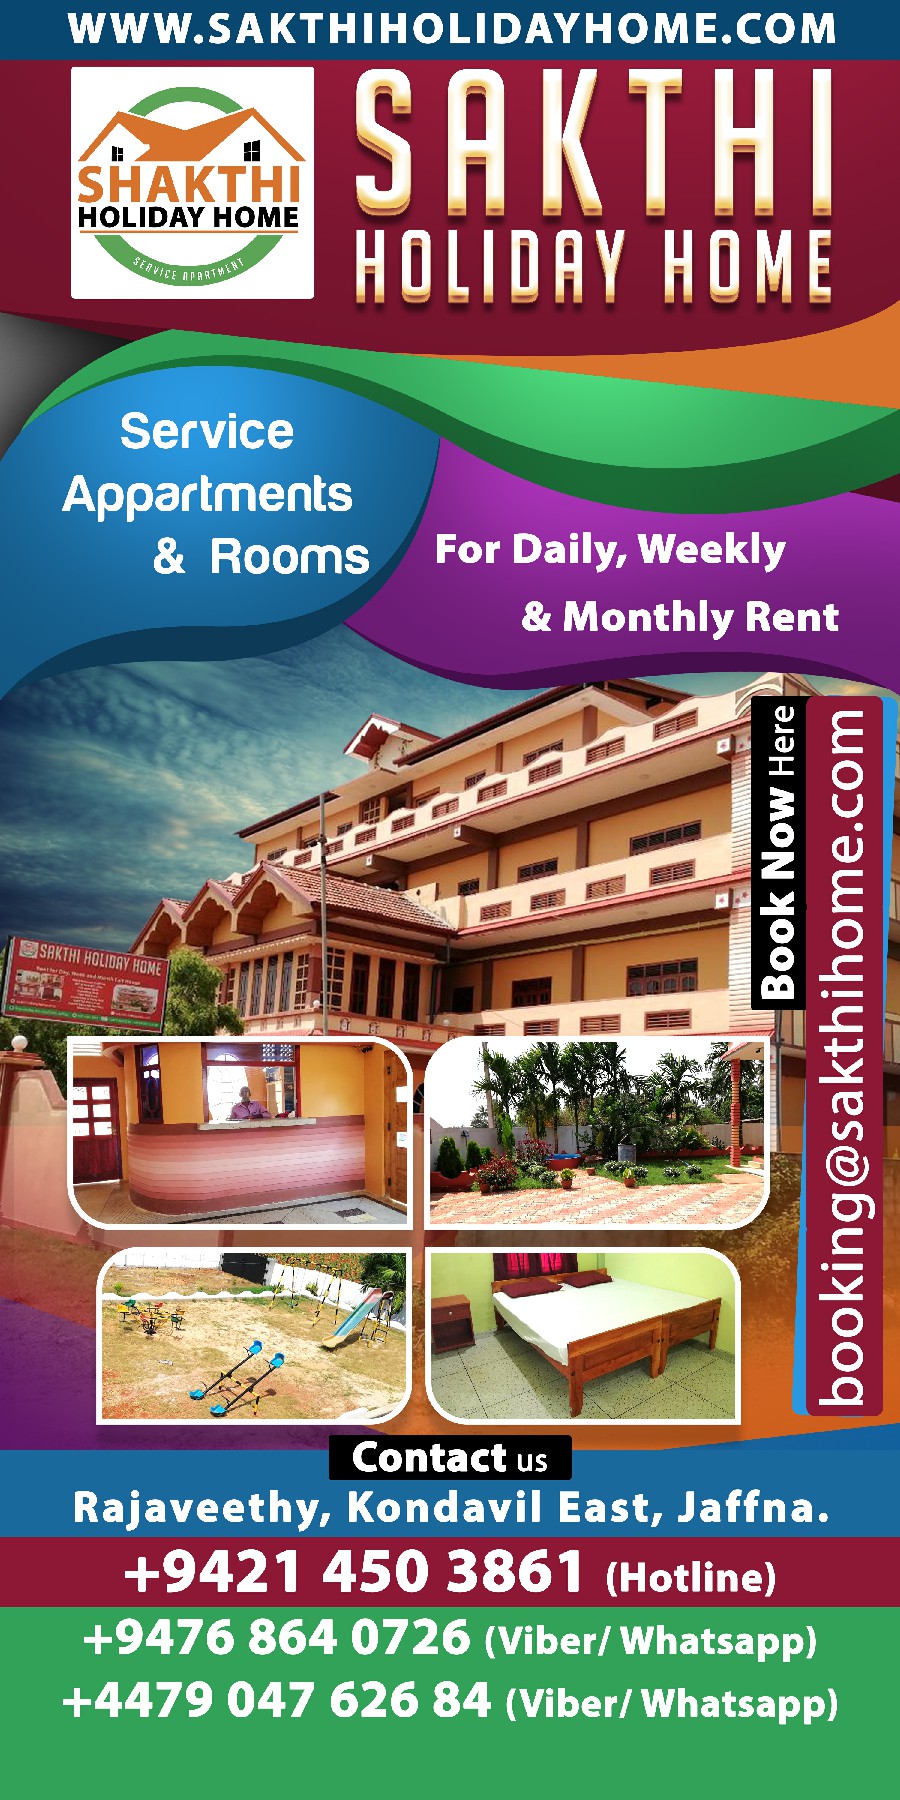 WWW.SAKTHIHOLIDAYHOME.COM
SHAKTHI
HOLIDAY HOME
SERVICE APARTMENT
SAKTHI
HOLIDAY HOME
Service
Appartments
& Rooms
For Daily, Weekly
& Monthly Rent
Book Now Here
booking@sakthihome.com
SAKTHI HOLIDAY HOME
Contact us
Rajaveethy, Kondavil East, Jaffna.
+9421 450 3861 (Hotline)
+9476 864 0726 (Viber/ Whatsapp)
+4479 047 626 84 (Viber/ Whatsapp)